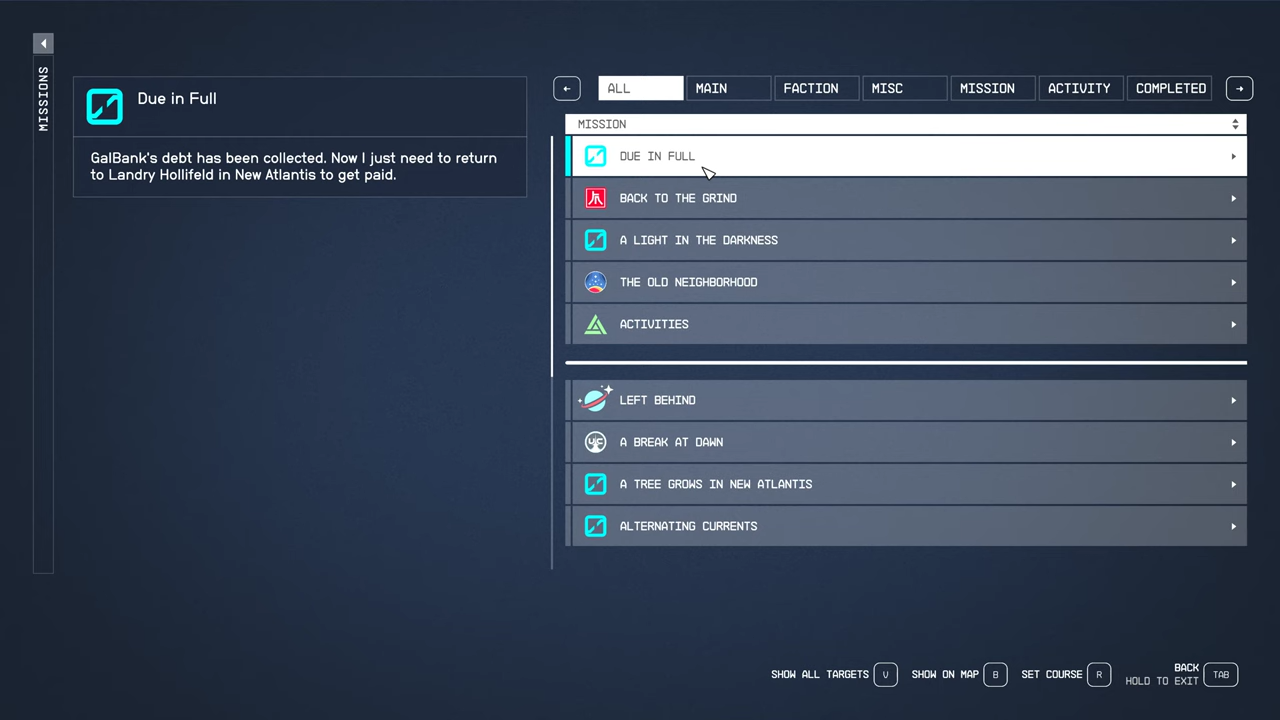 MISSIONS
Due in Full
GalBank's debt has been collected. Now I just need to return
to Landry Hollifeld in New Atlantis to get paid.
ALL
MAIN
FACTION
MISC
MISSION
ACTIVITY
COMPLETED
MISSION
DUE IN FULL
BACK TO THE GRIND
A LIGHT IN THE DARKNESS
THE OLD NEIGHBORHOOD
ACTIVITIES
LEFT BEHIND
UC
A BREAK AT DAWN
A TREE GROWS IN NEW ATLANTIS
ALTERNATING CURRENTS
SHOW ALL TARGETS V
SHOW ON MAP B
SET COURSE R
BACK
HOLD TO EXIT
TAB